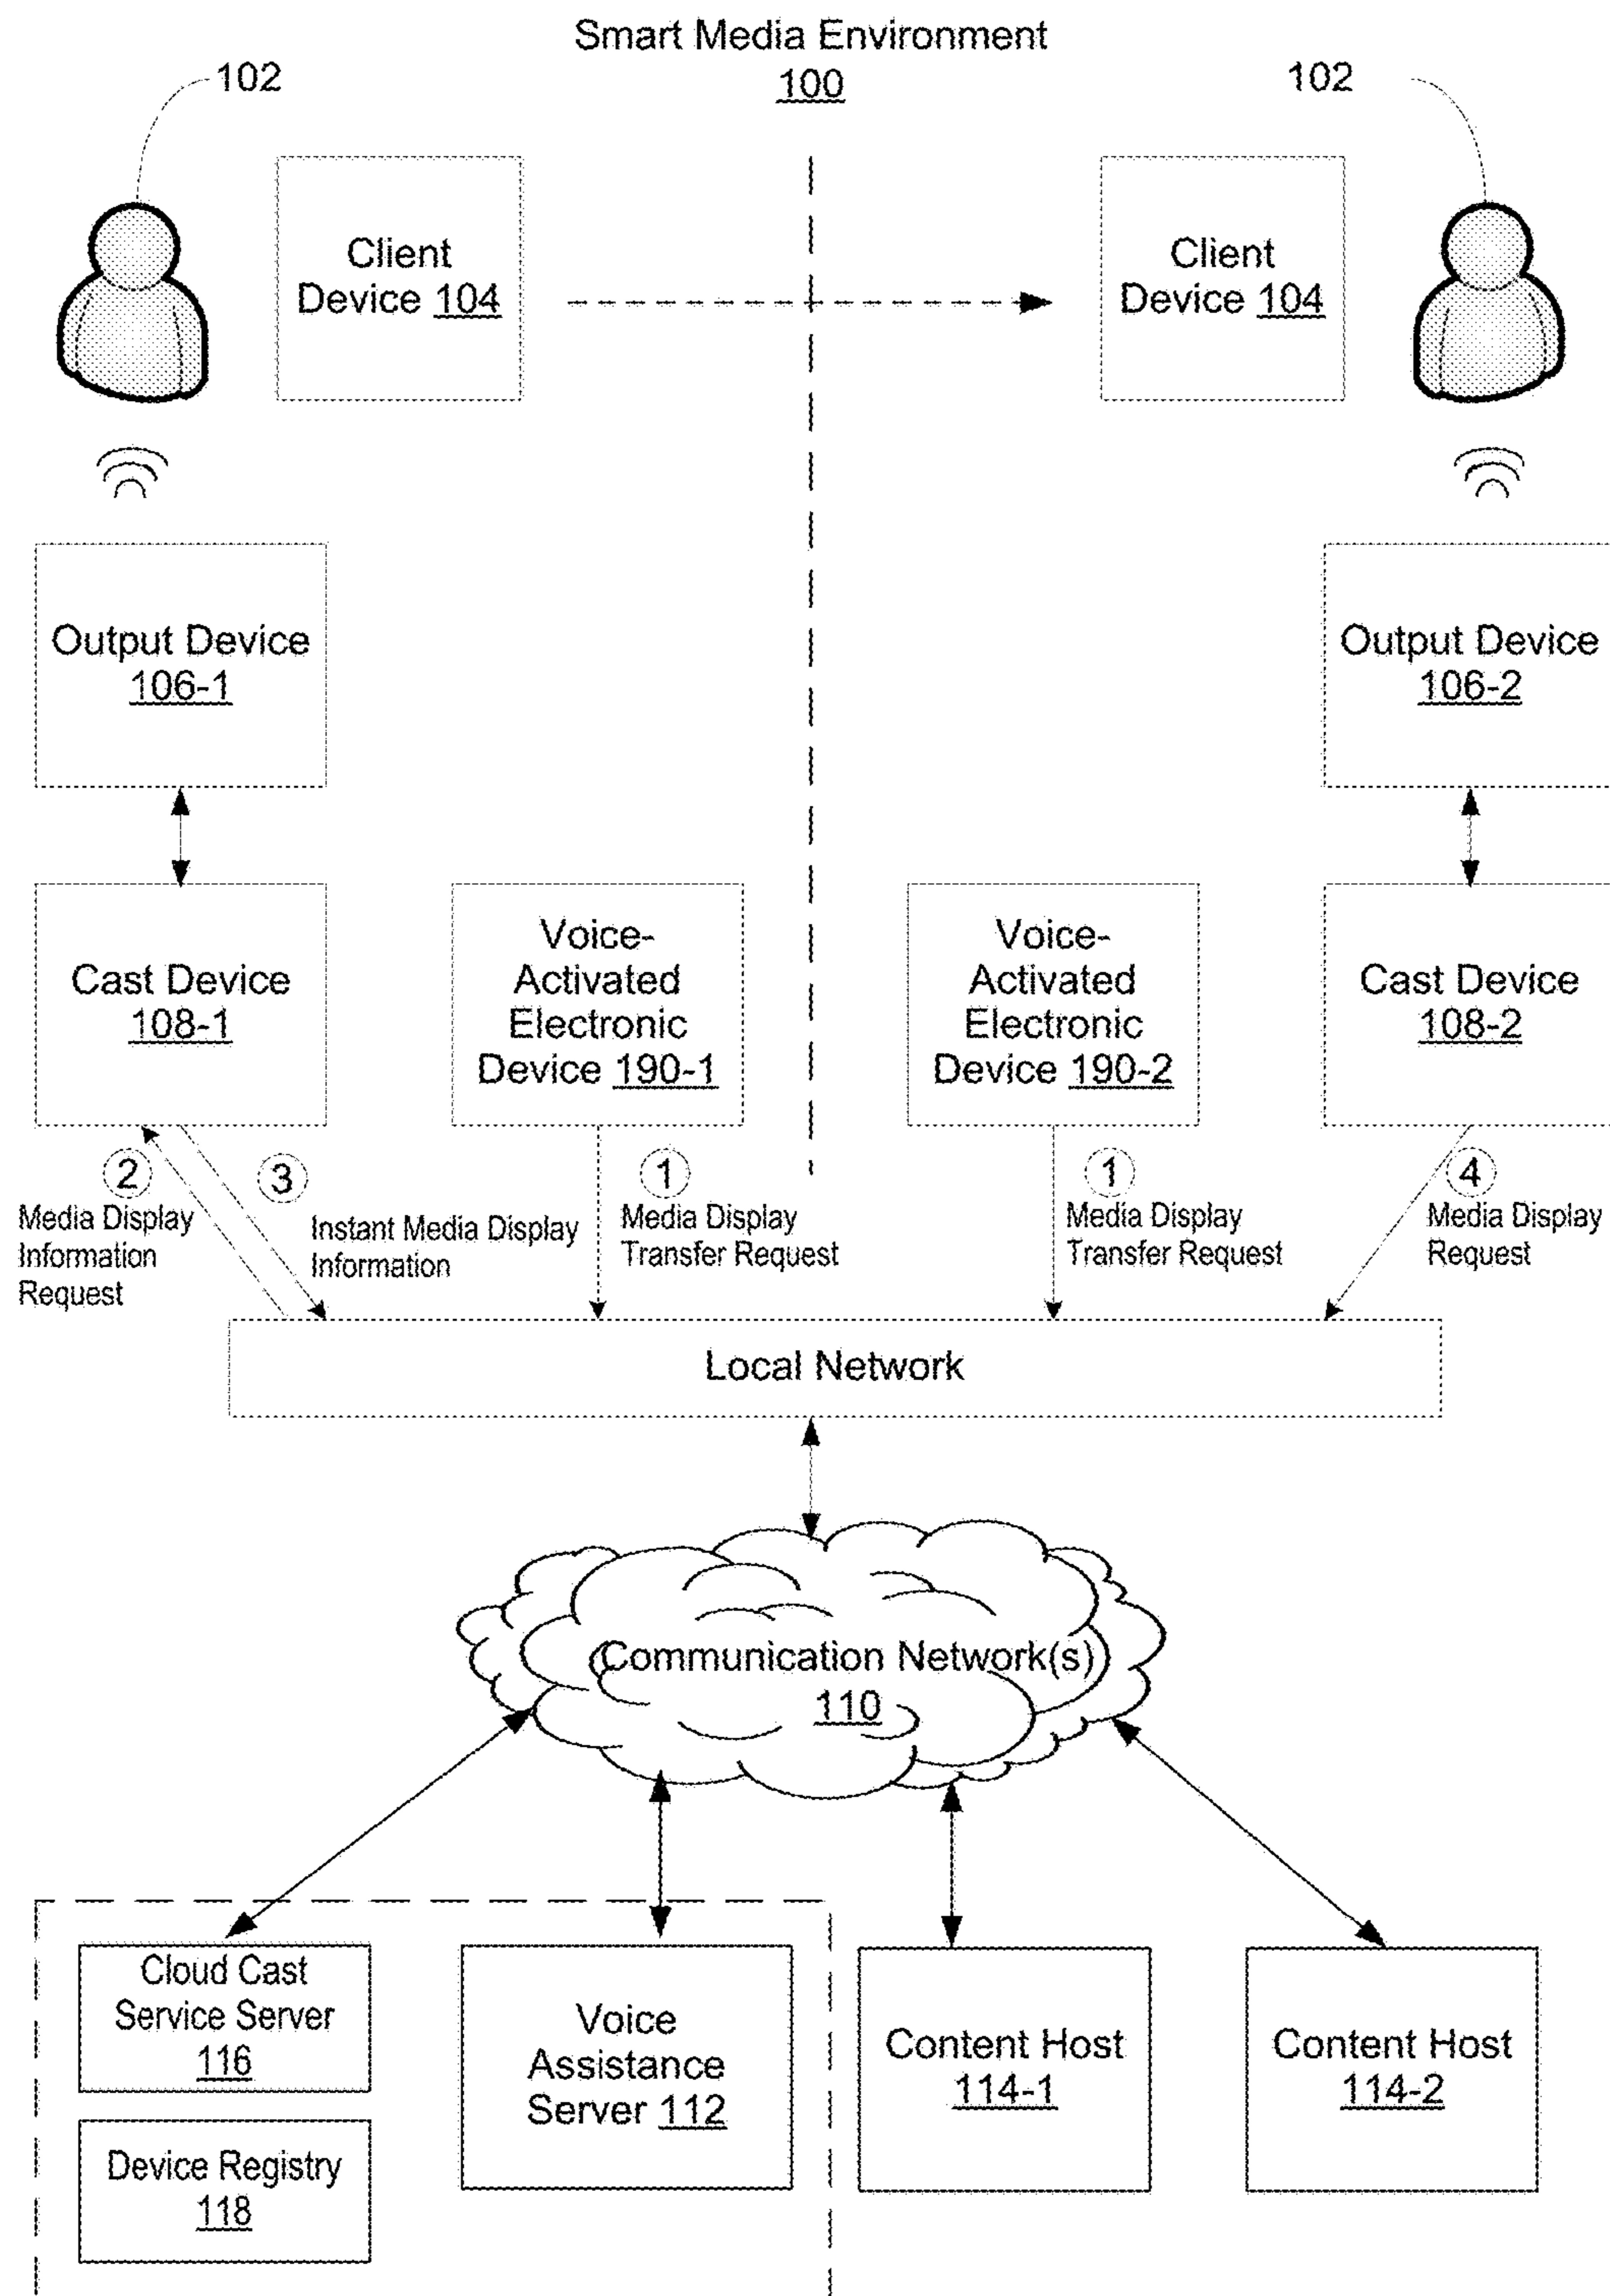 Smart Media Environment
100
102
102
Client
Device 104
Client
Device 104
Output Device
106-1
Output Device
106-2
Cast Device
108-1
Voice-
Activated
Electronic
Device 190-1
Voice-
Activated
Electronic
Device 190-2
Cast Device
108-2
2
Media Display
Information
Request
3
Instant Media Display
Information
1
Media Display
Transfer Request
1
Media Display
Transfer Request
4
Media Display
Request
Local Network
Communication Network(s)
110
Cloud Cast
Service Server
116
Device Registry
118
Voice
Assistance
Server 112
Content Host
114-1
Content Host
114-2